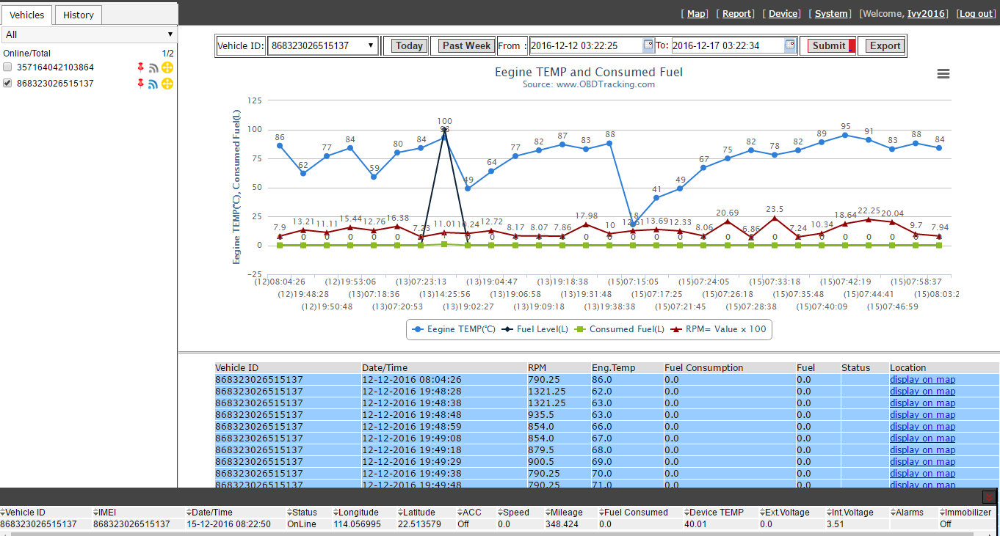 Vehicles History
[ Map] [ Report] [ Device] [ System] [Welcome, Ivy2016] [Log out]
All
Online/Total 1/2
357164042103864
868323026515137
Vehicle ID: 868323026515137 Today Past Week From : 2016-12-12 03:22:25 To: 2016-12-17 03:22:34 Submit Export
Eegine TEMP and Consumed Fuel
Source: www.OBDTracking.com
Eegine TEMP(℃), Consumed Fuel(L)
125
100
75
50
25
0
-25
86 62 77 84 59 80 84 100 93 49 64 77 82 87 83 88 18 41 49 67 75 82 78 82 89 95 91 83 88 84
7.9 13.21 11.11 15.44 12.76 16.38 7.23 11.01 10.24 12.72 8.17 8.07 7.86 17.98 10 12.61 13.69 12.33 8.06 20.69 6.86 23.5 7.24 10.34 18.64 22.25 20.04 9.7 7.94
0 0 0 0 0 0 0 0 0 0 0 0 0 0 0 0 0 0 0 0 0 0 0 0 0 0 0 0
(12)08:04:26 (12)19:53:06 (13)07:23:13 (13)19:04:47 (13)19:18:38 (15)07:15:05 (15)07:24:05 (15)07:33:18 (15)07:42:19 (15)07:58:37
(12)19:48:28 (13)07:18:36 (13)14:25:56 (13)19:06:58 (13)19:31:48 (15)07:17:25 (15)07:26:18 (15)07:35:48 (15)07:44:41 (15)08:03:2
(12)19:50:48 (13)07:20:53 (13)19:02:27 (13)19:09:18 (13)19:38:38 (15)07:21:45 (15)07:28:38 (15)07:40:09 (15)07:46:59
Eegine TEMP(℃) Fuel Level(L) Consumed Fuel(L) RPM= Value x 100
Vehicle ID Date/Time RPM Eng.Temp Fuel Consumption Fuel Status Location
868323026515137 12-12-2016 08:04:26 790.25 86.0 0.0 0.0 display on map
868323026515137 12-12-2016 19:48:28 1321.25 62.0 0.0 0.0 display on map
868323026515137 12-12-2016 19:48:38 1321.25 63.0 0.0 0.0 display on map
868323026515137 12-12-2016 19:48:48 935.5 63.0 0.0 0.0 display on map
868323026515137 12-12-2016 19:48:59 854.0 66.0 0.0 0.0 display on map
868323026515137 12-12-2016 19:49:08 854.0 67.0 0.0 0.0 display on map
868323026515137 12-12-2016 19:49:18 879.5 68.0 0.0 0.0 display on map
868323026515137 12-12-2016 19:49:29 900.5 69.0 0.0 0.0 display on map
868323026515137 12-12-2016 19:49:38 790.25 70.0 0.0 0.0 display on map
868323026515137 12-12-2016 19:49:48 790.25 71.0 0.0 0.0 display on map
Vehicle ID IMEI Date/Time Status Longitude Latitude ACC Speed Mileage Fuel Consumed Device TEMP Ext.Voltage Int.Voltage Alarms Immobilizer
868323026515137 868323026515137 15-12-2016 08:22:50 OnLine 114.056995 22.513579 Off 0.0 348.424 0.0 40.01 0.0 3.51 Off